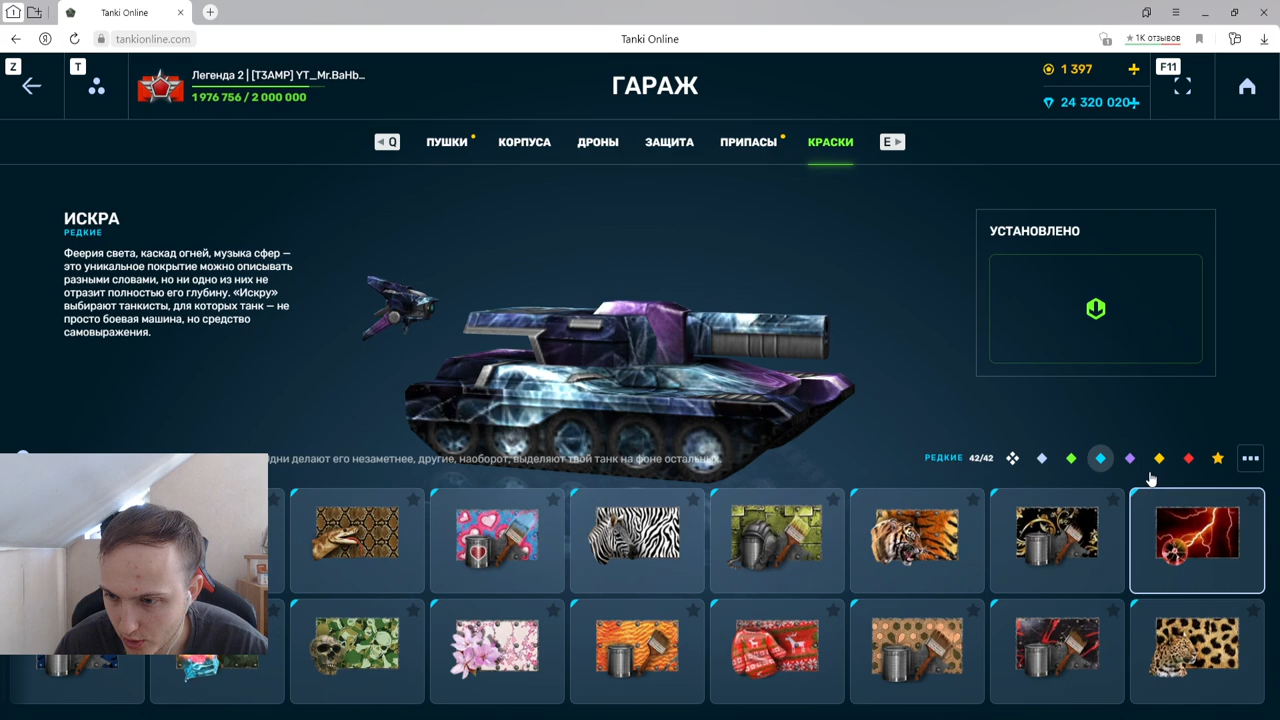 Tanki Online
tankionline.com
Tanki Online
1K отзывов
Z
T
Легенда 2 | [T3AMP] YT_Mr.BaHb...
1 976 756 / 2 000 000
ГАРАЖ
1 397
24 320 020
F11
Q
ПУШКИ
КОРПУСА
ДРОНЫ
ЗАЩИТА
ПРИПАСЫ
КРАСКИ
E
ИСКРА
РЕДКИЕ
Феерия света, каскад огней, музыка сфер —
это уникальное покрытие можно описывать
разными словами, но ни одно из них не
отразит полностью его глубину. «Искру»
выбирают танкисты, для которых танк — не
просто боевая машина, но средство
самовыражения.
УСТАНОВЛЕНО
Одни делают его незаметнее, другие, наоборот, выделяют твой танк на фоне остальных.
РЕДКИЕ 42/42